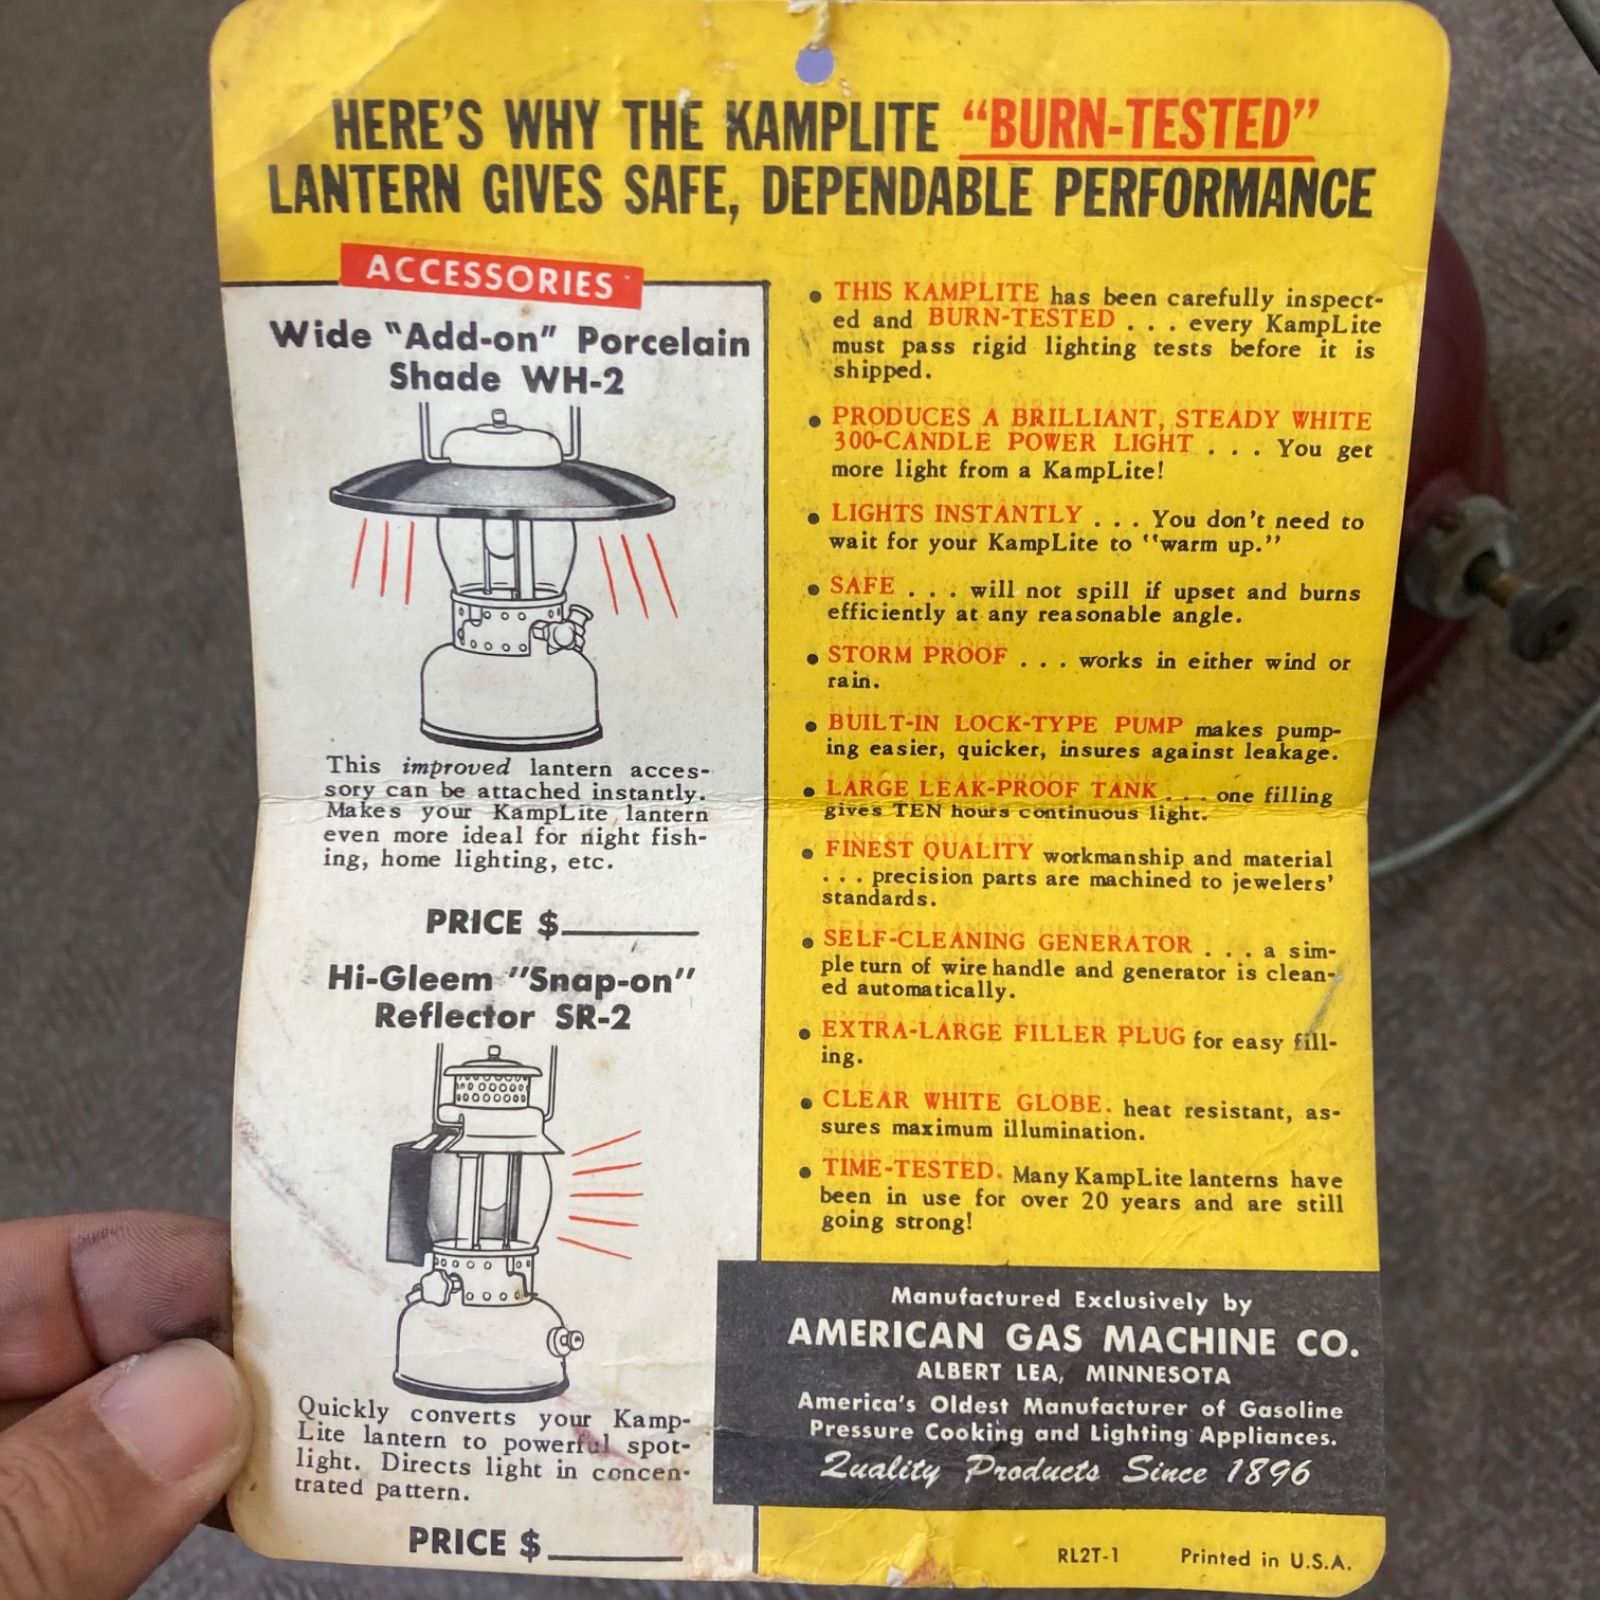 HERE'S WHY THE KAMPLITE "BURN-TESTED"
LANTERN GIVES SAFE, DEPENDABLE PERFORMANCE
ACCESSORIES
Wide "Add-on" Porcelain
Shade WH-2
This improved lantern acces-
sory can be attached instantly.
Makes your KampLite lantern
even more ideal for night fish-
ing, home lighting, etc.
PRICE $
Hi-Gleem "Snap-on"
Reflector SR-2
Quickly converts your Kamp-
Lite lantern to powerful spot-
light. Directs light in concen-
trated pattern.
PRICE $
• THIS KAMPLITE has been carefully inspect-
ed and BURN-TESTED . . . every KampLite
must pass rigid lighting tests before it is
shipped.
• PRODUCES A BRILLIANT, STEADY WHITE
300-CANDLE POWER LIGHT . . . You get
more light from a KampLite!
• LIGHTS INSTANTLY . . . You don't need to
wait for your KampLite to "warm up."
• SAFE . . . will not spill if upset and burns
efficiently at any reasonable angle.
• STORM PROOF . . . works in either wind or
rain.
• BUILT-IN LOCK-TYPE PUMP makes pump-
ing easier, quicker, insures against leakage.
• LARGE LEAK-PROOF TANK . . . one filling
gives TEN hours continuous light.
• FINEST QUALITY workmanship and material
. . . precision parts are machined to jewelers'
standards.
• SELF-CLEANING GENERATOR . . . a sim-
ple turn of wire handle and generator is clean-
ed automatically.
• EXTRA-LARGE FILLER PLUG for easy fill-
ing.
• CLEAR WHITE GLOBE. heat resistant, as-
sures maximum illumination.
• TIME-TESTED. Many KampLite lanterns have
been in use for over 20 years and are still
going strong!
Manufactured Exclusively by
AMERICAN GAS MACHINE CO.
ALBERT LEA, MINNESOTA
America's Oldest Manufacturer of Gasoline
Pressure Cooking and Lighting Appliances.
Quality Products Since 1896
RL2T-1 Printed in U.S.A.